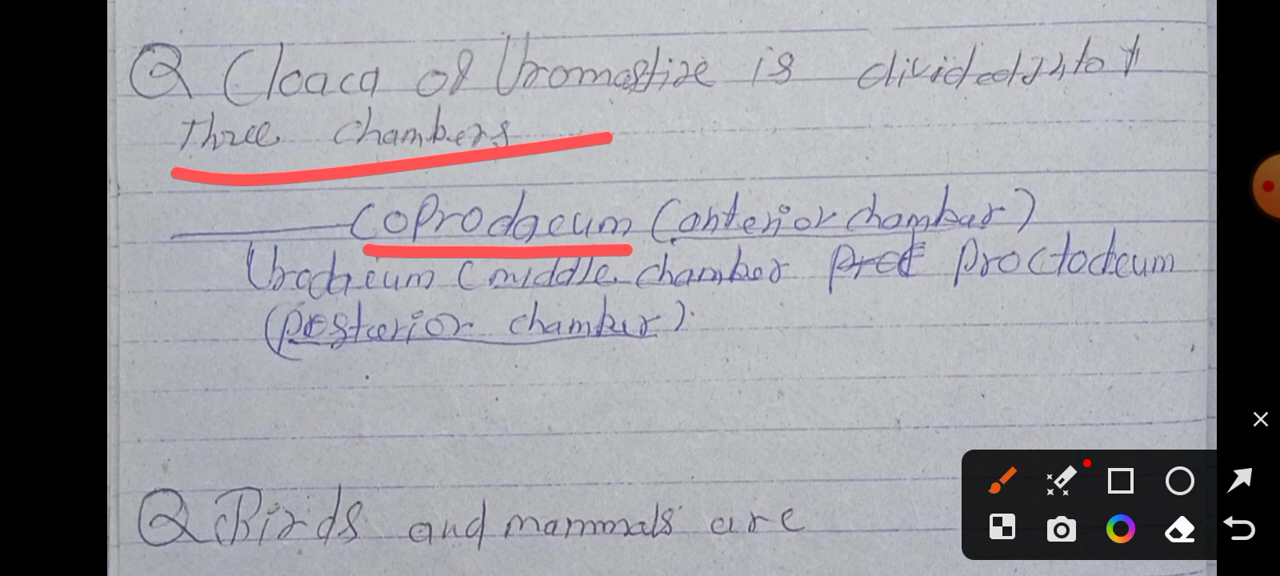 Q Cloaca of Uromastix is divided into
three chambers
Coprodaeum (anterior chamber)
Urodaeum (middle chamber Proctodeum
(posterior chamber)
Q Birds and mammals are